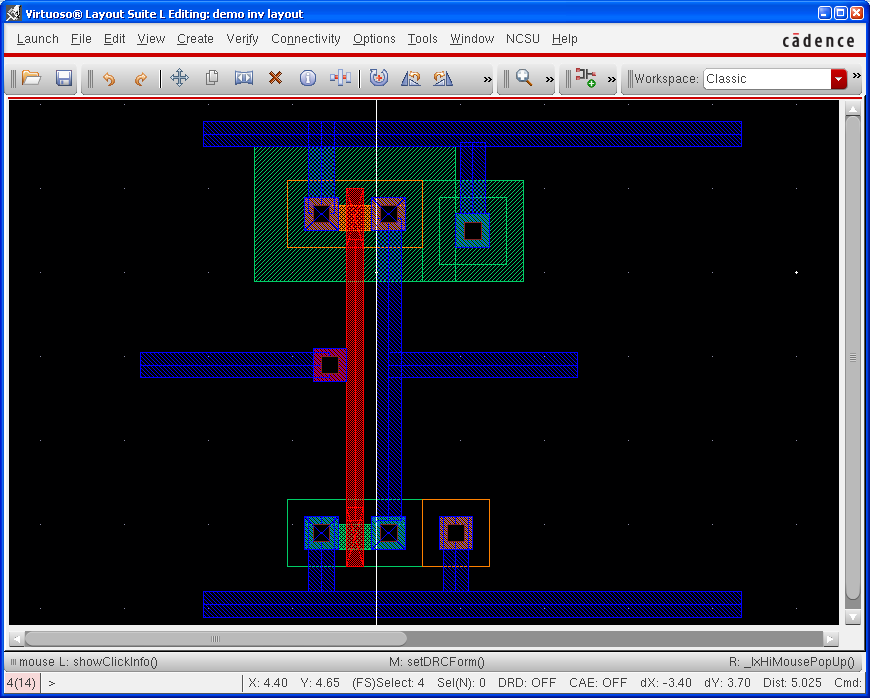 Virtuoso® Layout Suite L Editing: demo inv layout
Launch File Edit View Create Verify Connectivity Options Tools Window NCSU Help
cādence
» » » Workspace: Classic »
mouse L: showClickInfo() M: setDRCForm() R: _lxHiMousePopUp()
4(14) > X: 4.40 Y: 4.65 (FS)Select: 4 Sel(N): 0 DRD: OFF CAE: OFF dX: -3.40 dY: 3.70 Dist: 5.025 Cmd: